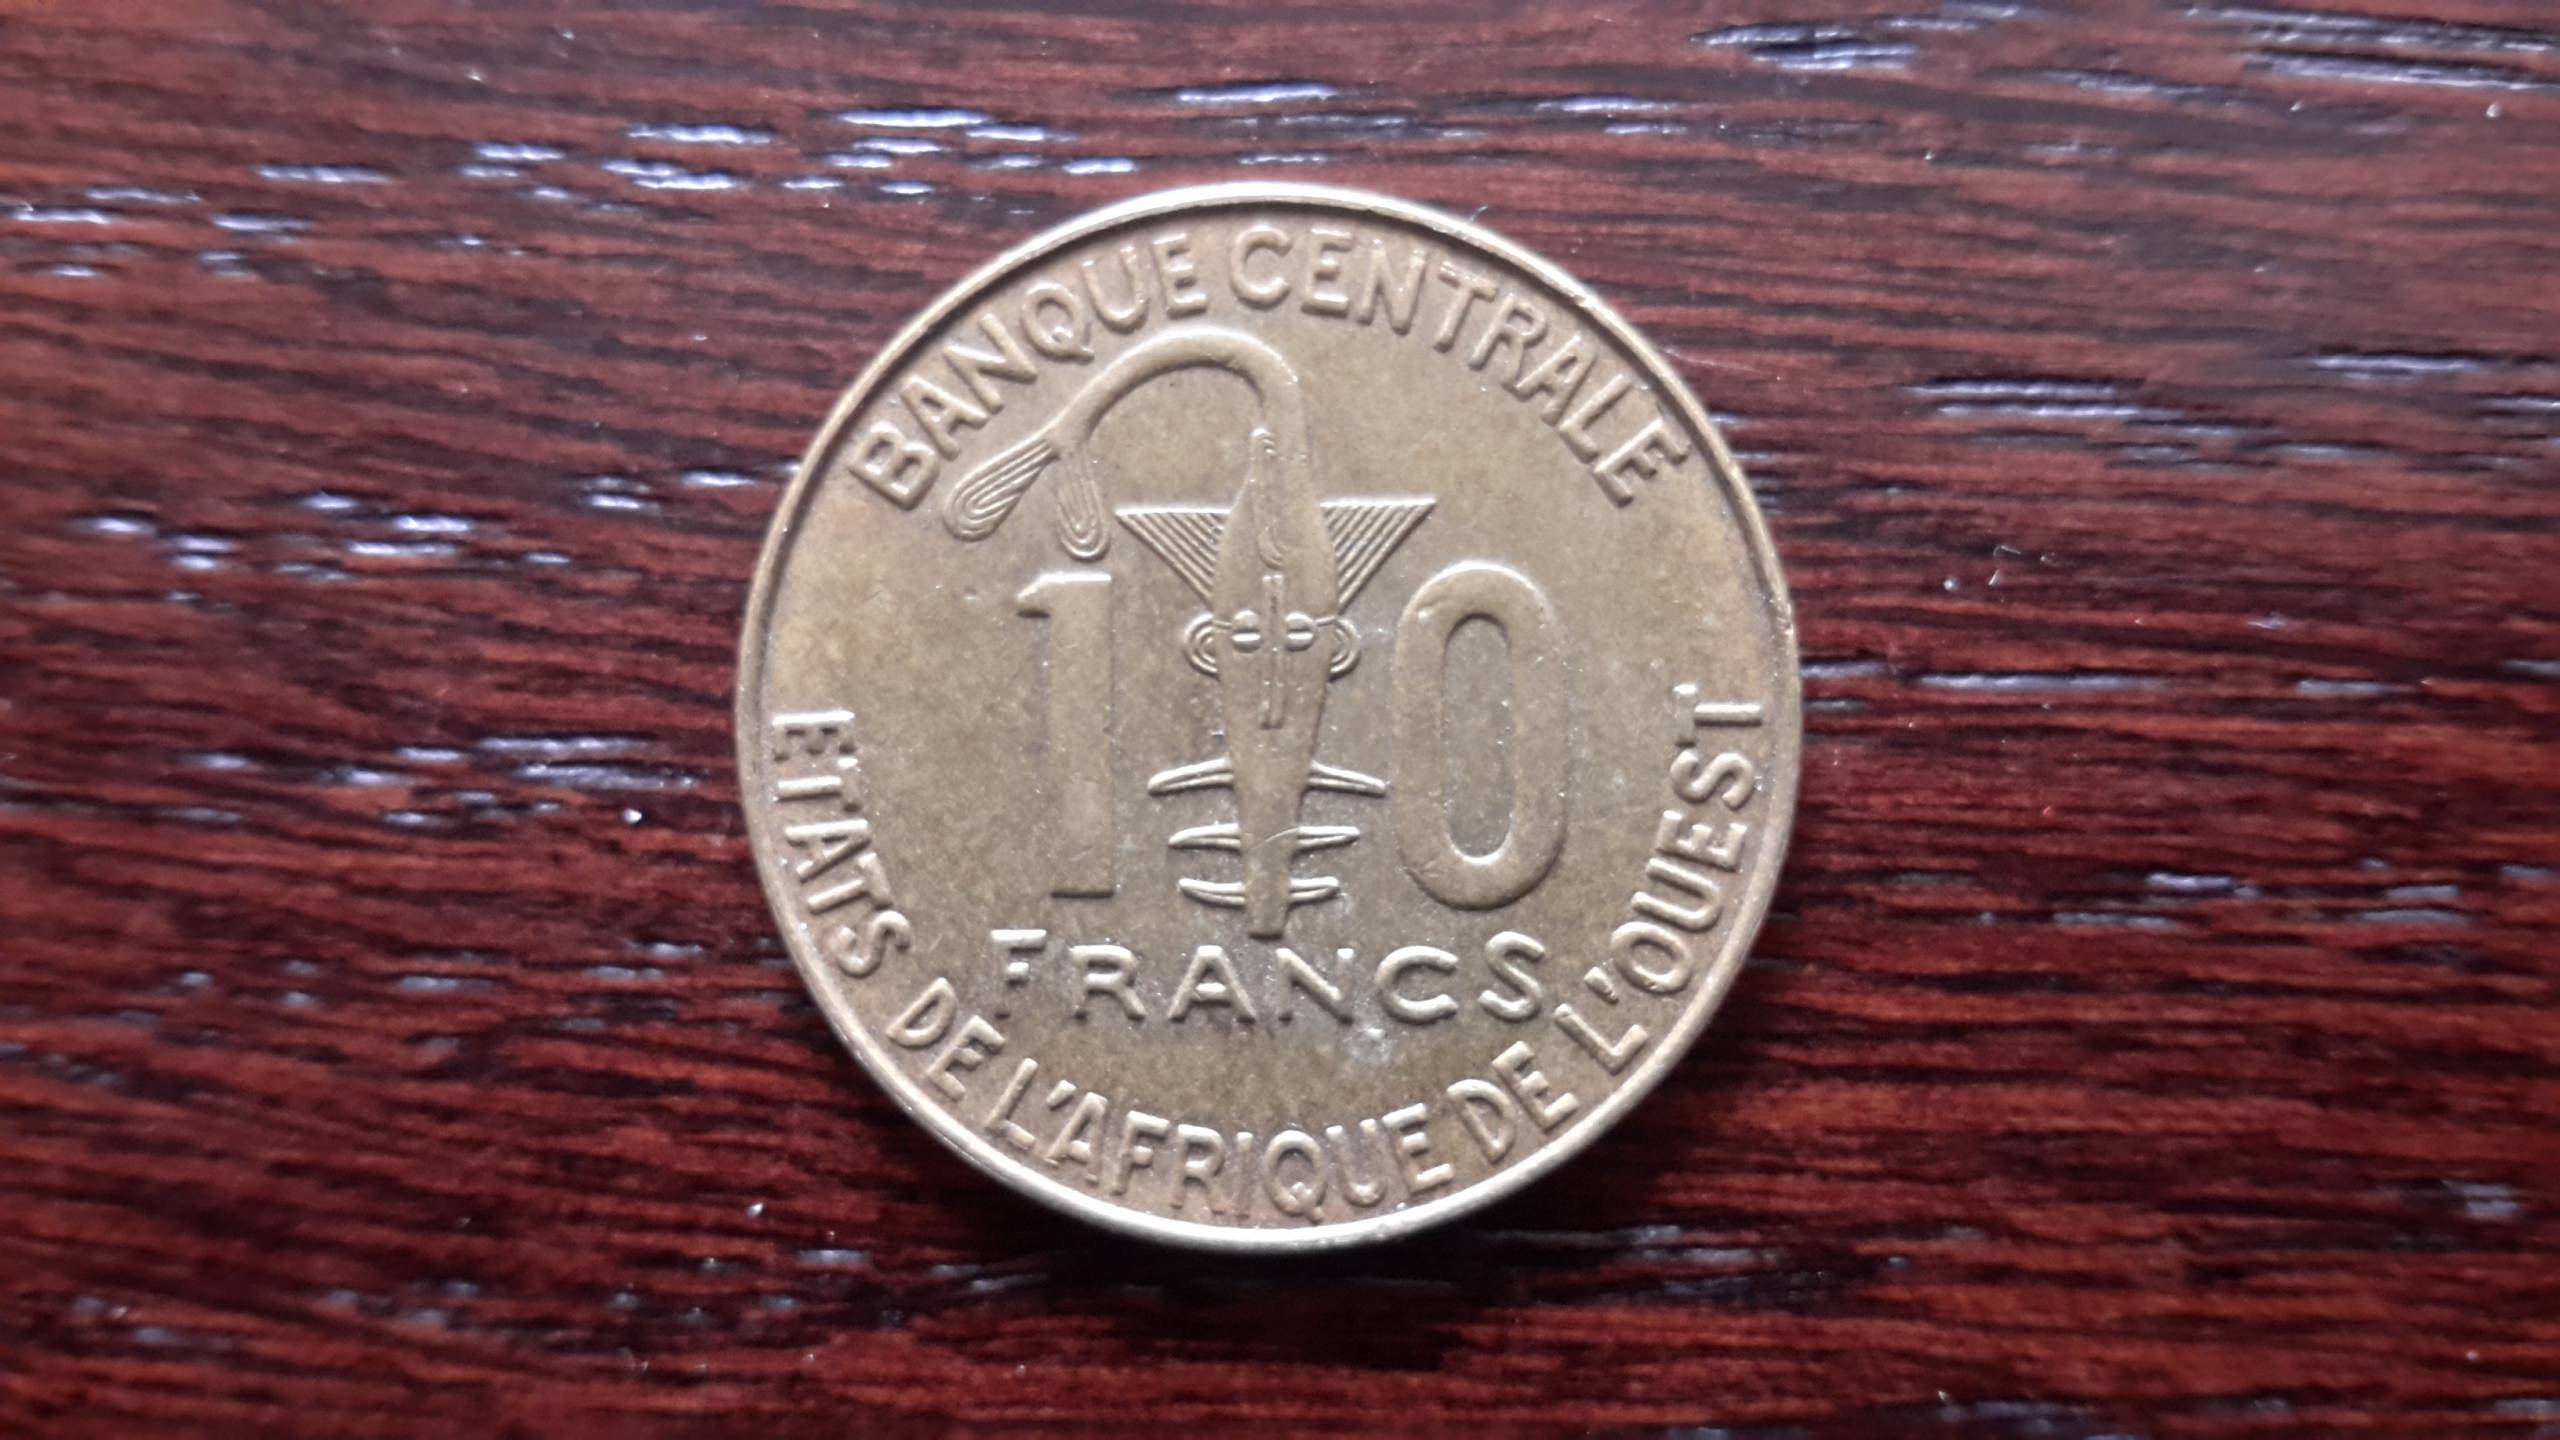 BANQUE CENTRALE
10
FRANCS
ETATS DE L'AFRIQUE DE L'OUEST